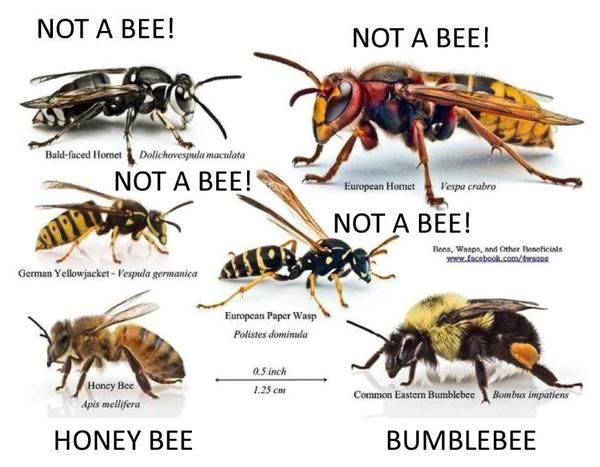 NOT A BEE!
NOT A BEE!
Bald-faced Hornet Dolichovespula maculata
European Hornet Vespa crabro
NOT A BEE!
NOT A BEE!
Bees, Wasps, and Other Beneficials
www.facebook.com/4wasps
German Yellowjacket - Vespula germanica
European Paper Wasp
Polistes dominula
0.5 inch
1.25 cm
Honey Bee
Apis mellifera
Common Eastern Bumblebee Bombus impatiens
HONEY BEE
BUMBLEBEE